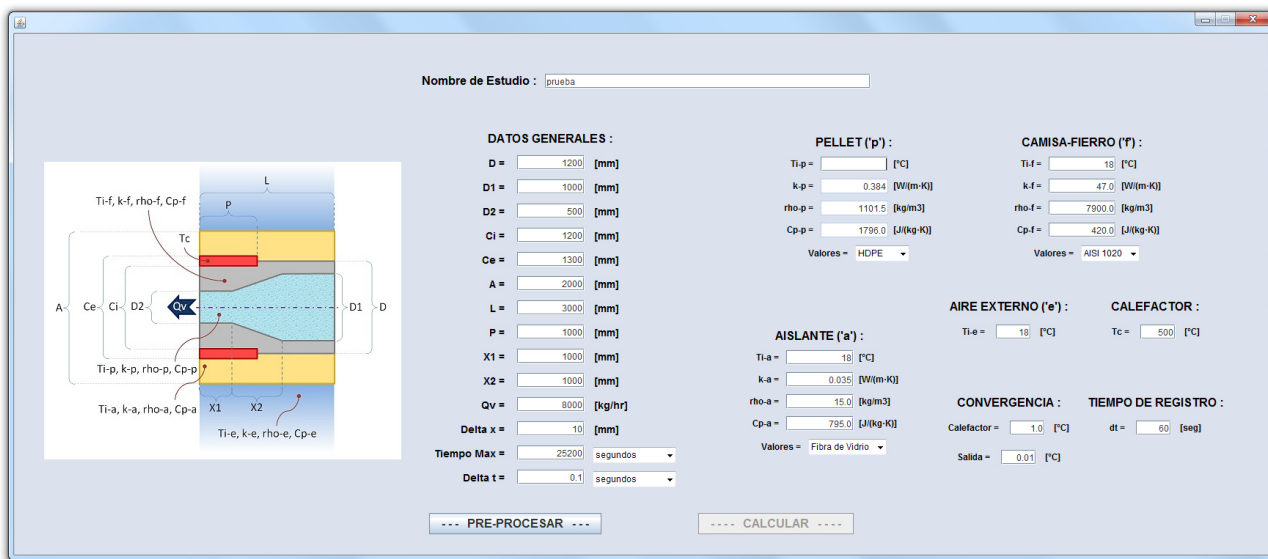 Nombre de Estudio : prueba
DATOS GENERALES :
D = 1200 [mm]
D1 = 1000 [mm]
D2 = 500 [mm]
Ci = 1200 [mm]
Ce = 1300 [mm]
A = 2000 [mm]
L = 3000 [mm]
P = 1000 [mm]
X1 = 1000 [mm]
X2 = 1000 [mm]
Qv = 8000 [kg/hr]
Delta x = 10 [mm]
Tiempo Max = 25200 segundos
Delta t = 0.1 segundos
PELLET ('p') :
Ti-p = [ºC]
k-p = 0.384 [W/(m·K)]
rho-p = 1101.5 [kg/m3]
Cp-p = 1796.0 [J/(kg·K)]
Valores = HDPE
CAMISA-FIERRO ('f') :
Ti-f = 18 [ºC]
k-f = 47.0 [W/(m·K)]
rho-f = 7900.0 [kg/m3]
Cp-f = 420.0 [J/(kg·K)]
Valores = AISI 1020
AISLANTE ('a') :
Ti-a = 18 [ºC]
k-a = 0.035 [W/(m·K)]
rho-a = 15.0 [kg/m3]
Cp-a = 795.0 [J/(kg·K)]
Valores = Fibra de Vidrio
AIRE EXTERNO ('e') :
Ti-e = 18 [ºC]
CALEFACTOR :
Tc = 500 [ºC]
CONVERGENCIA :
Calefactor = 1.0 [ºC]
Salida = 0.01 [ºC]
TIEMPO DE REGISTRO :
dt = 60 [seg]
L
P
Ti-f, k-f, rho-f, Cp-f
Tc
A
Ce
Ci
D2
Qv
D1
D
Ti-p, k-p, rho-p, Cp-p
Ti-a, k-a, rho-a, Cp-a
X1
X2
Ti-e, k-e, rho-e, Cp-e
--- PRE-PROCESAR ---
---- CALCULAR ----